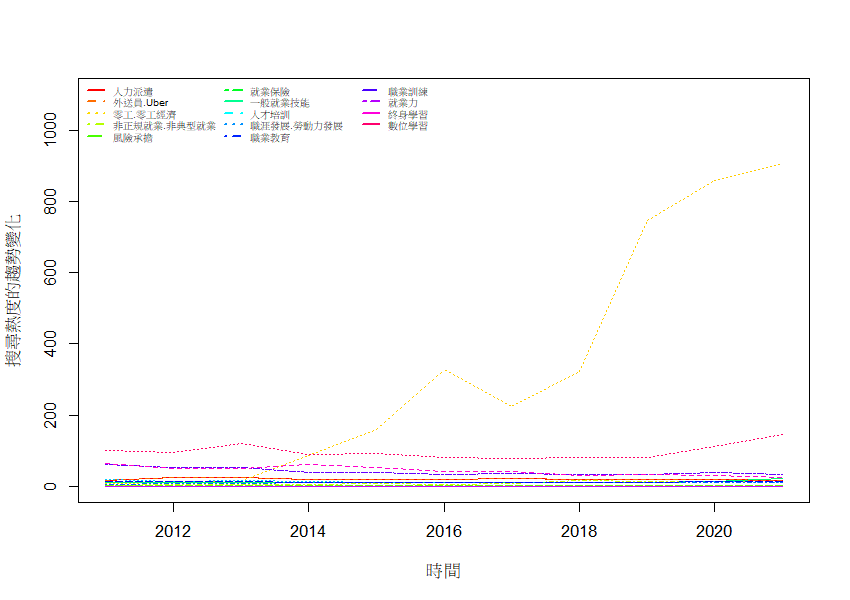 人力派遣
外送員.Uber
零工.零工經濟
非正規就業.非典型就業
風險承擔
就業保險
一般就業技能
人才培訓
職涯發展.勞動力發展
職業教育
職業訓練
就業力
終身學習
數位學習
搜尋熱度的趨勢變化
1000
800
600
400
200
0
2012 2014 2016 2018 2020
時間